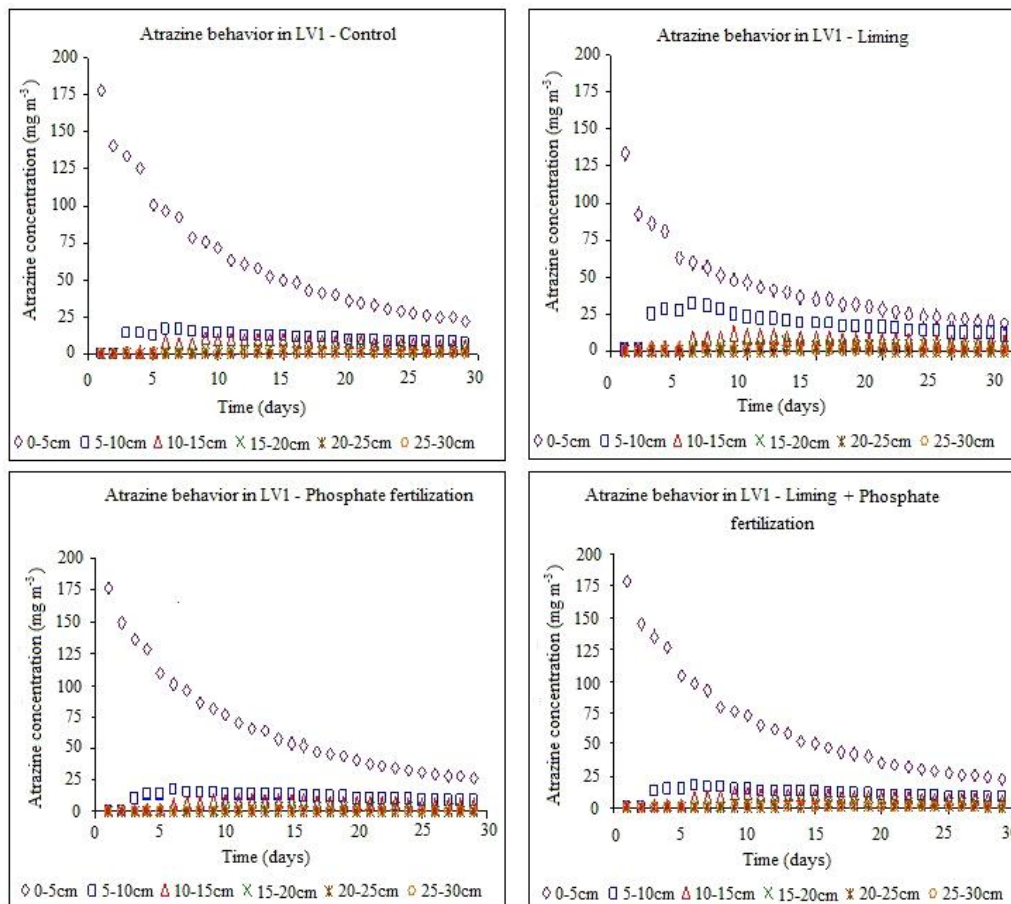 Atrazine behavior in LV1 - Control
Atrazine concentration (mg m⁻³)
200
175
150
125
100
75
50
25
0
0 5 10 15 20 25 30
Time (days)
0-5cm 5-10cm 10-15cm 15-20cm 20-25cm 25-30cm
Atrazine behavior in LV1 - Liming
Atrazine concentration (mg m⁻³)
200
175
150
125
100
75
50
25
0
0 5 10 15 20 25 30
Time (days)
0-5cm 5-10cm 10-15cm 15-20cm 20-25cm 25-30cm
Atrazine behavior in LV1 - Phosphate fertilization
Atrazine concentration (mg m⁻³)
200
175
150
125
100
75
50
25
0
0 5 10 15 20 25 30
Time (days)
0-5cm 5-10cm 10-15cm 15-20cm 20-25cm 25-30cm
Atrazine behavior in LV1 - Liming + Phosphate
fertilization
Atrazine concentration (mg m⁻³)
200
175
150
125
100
75
50
25
0
0 5 10 15 20 25 30
Time (days)
0-5cm 5-10cm 10-15cm 15-20cm 20-25cm 25-30cm